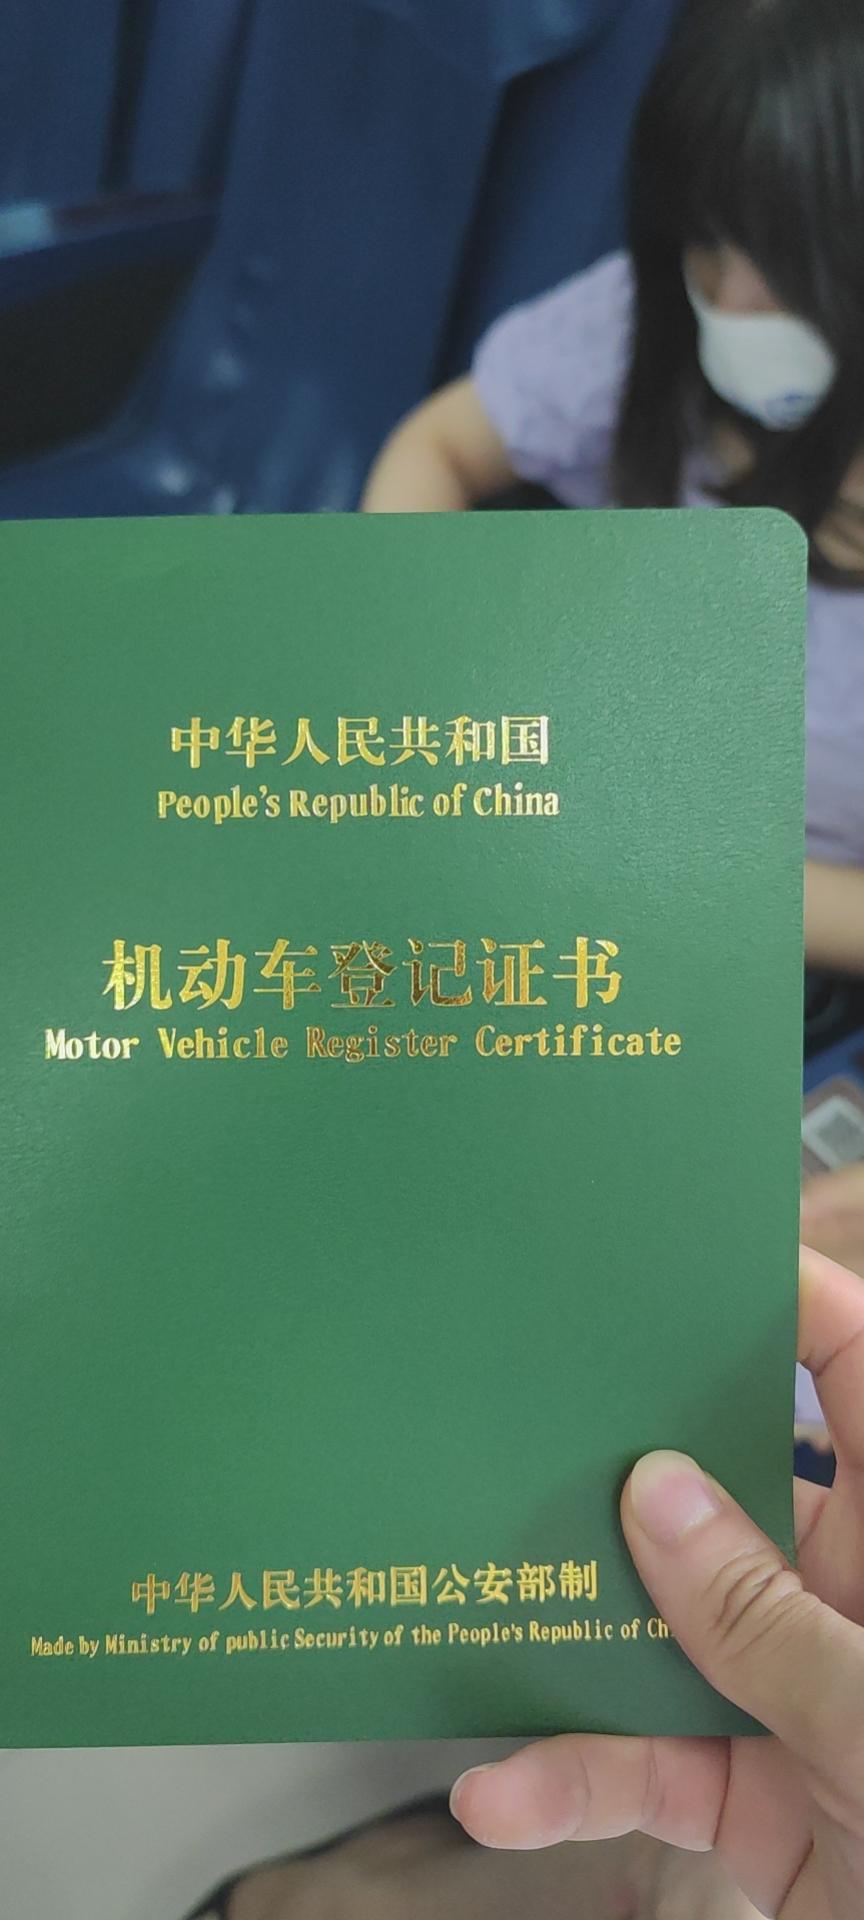 中华人民共和国
People's Republic of China
机动车登记证书
Motor Vehicle Register Certificate
中华人民共和国公安部制
Made by Ministry of public Security of the People's Republic of